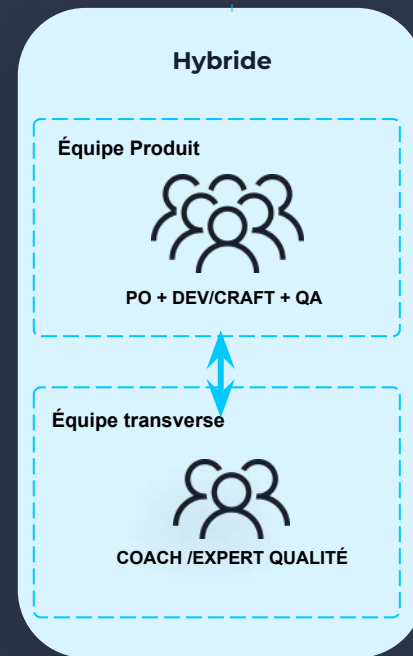 Hybride
Équipe Produit
PO + DEV/CRAFT + QA
Équipe transverse
COACH /EXPERT QUALITÉ